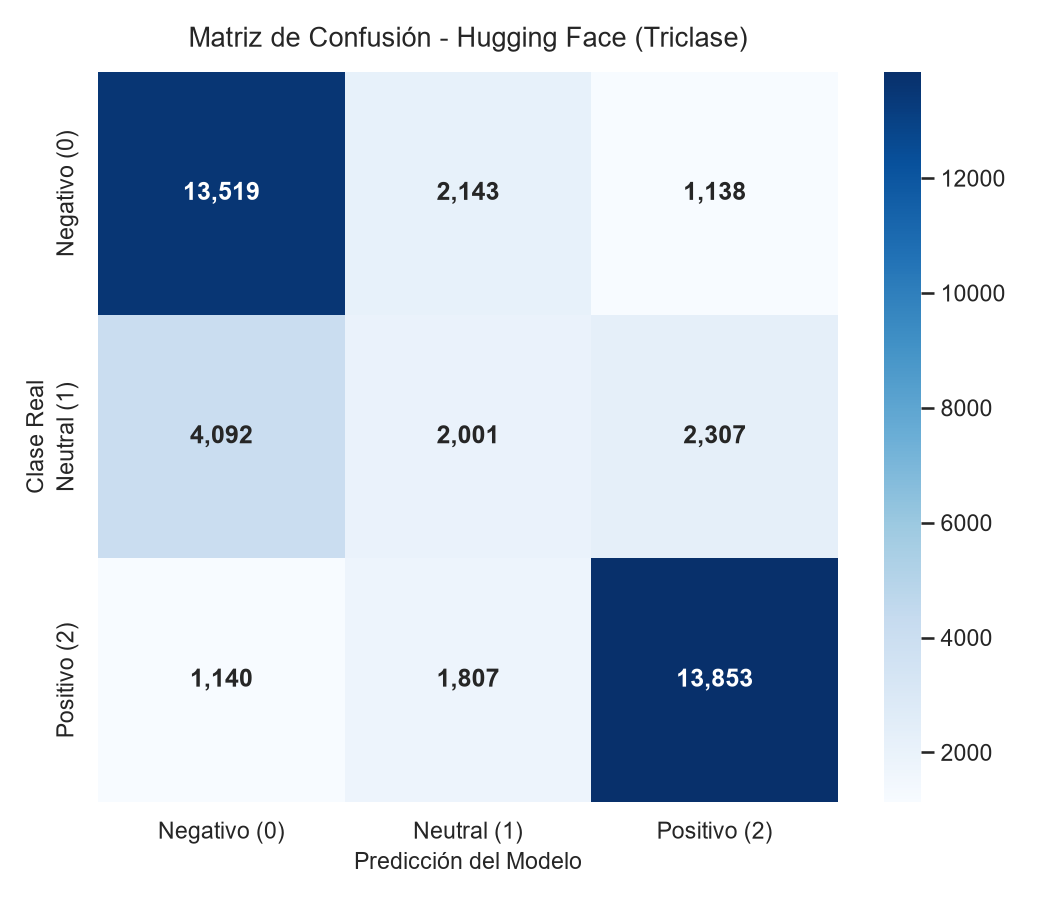 Matriz de Confusión - Hugging Face (Triclase)
Clase Real
Negativo (0)
13,519 2,143 1,138
Neutral (1)
4,092 2,001 2,307
Positivo (2)
1,140 1,807 13,853
Negativo (0) Neutral (1) Positivo (2)
Predicción del Modelo
12000
10000
8000
6000
4000
2000